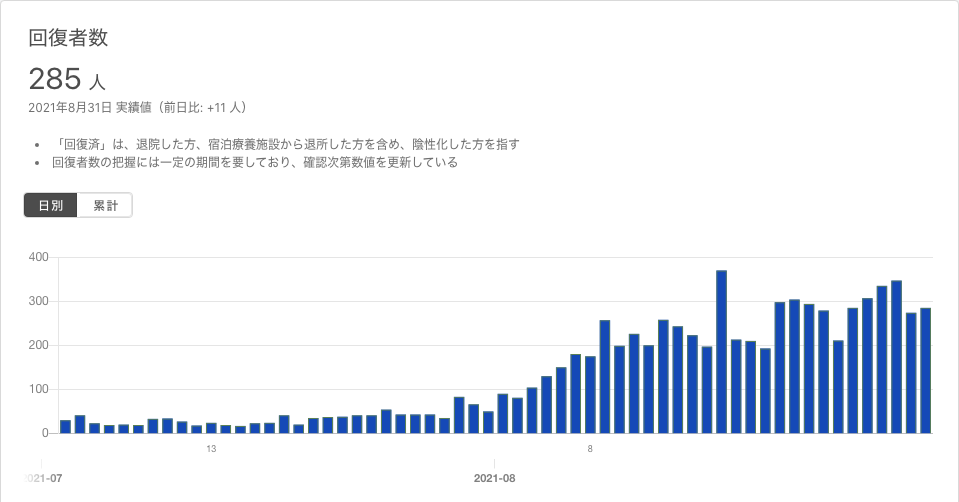 回復者数
285 人
2021年8月31日 実績値（前日比: +11 人）
• 「回復済」は、退院した方、宿泊療養施設から退所した方を含め、陰性化した方を指す
• 回復者数の把握には一定の期間を要しており、確認次第数値を更新している
日別 累計
400
300
200
100
0
13 8
2021-07 2021-08